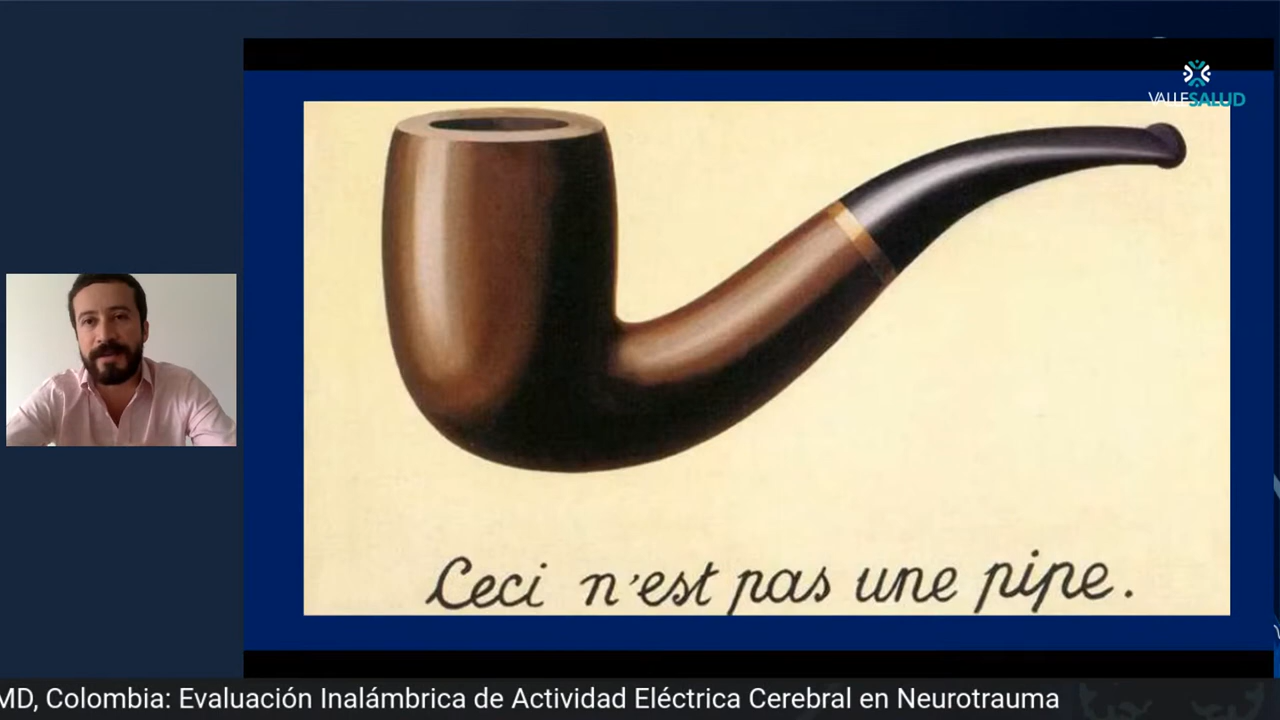 VALLESALUD
Ceci n'est pas une pipe.
MD, Colombia: Evaluación Inalámbrica de Actividad Eléctrica Cerebral en Neurotrauma